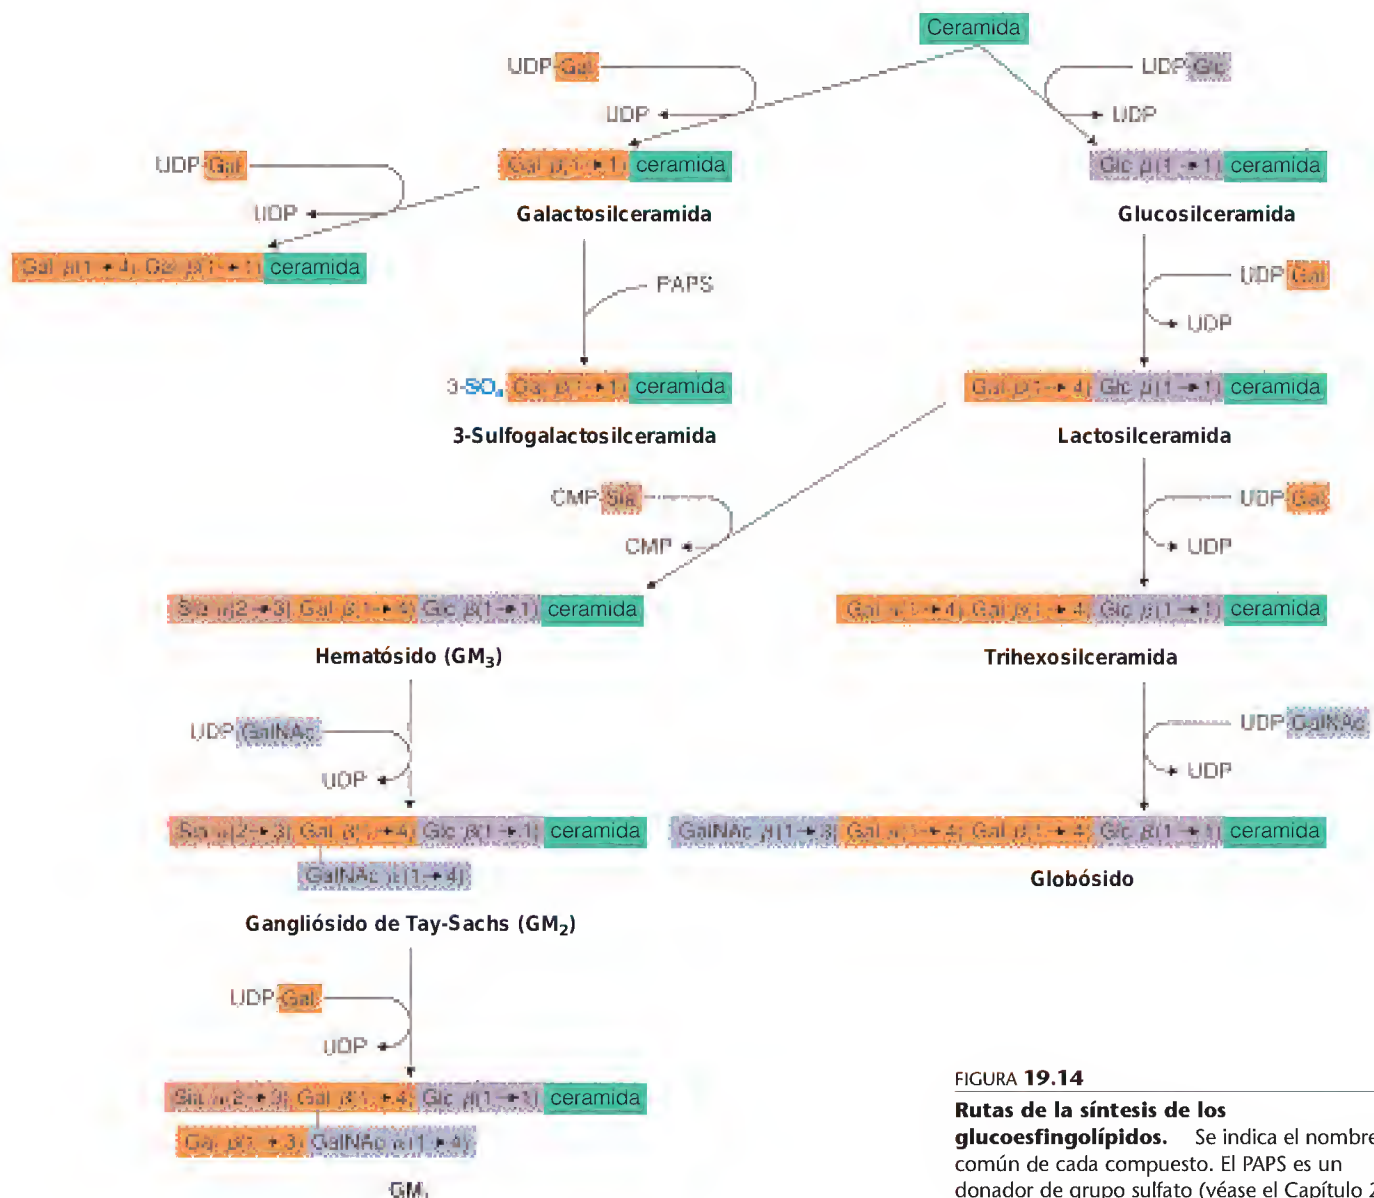 Ceramida
UDP-Gal
UDP-Glc
UDP
UDP
UDP-Gal
Gal β(1→1) ceramida
Glc β(1→1) ceramida
UDP
Galactosilceramida
Glucosilceramida
Gal β(1→4) Gal β(1→1) ceramida
UDP-Gal
PAPS
UDP
3-SO₄ Gal β(1→1) ceramida
Gal β(1→4) Glc β(1→1) ceramida
3-Sulfogalactosilceramida
Lactosilceramida
CMP-Sia
UDP-Gal
CMP
UDP
Sia α(2→3) Gal β(1→4) Glc β(1→1) ceramida
Gal α(1→4) Gal β(1→4) Glc β(1→1) ceramida
Hematósido (GM₃)
Trihexosilceramida
UDP-GalNAc
UDP-GalNAc
UDP
UDP
Sia α(2→3) Gal β(1→4) Glc β(1→1) ceramida
GalNAc β(1→3) Gal α(1→4) Gal β(1→4) Glc β(1→1) ceramida
GalNAc (1→4)
Globósido
Gangliósido de Tay-Sachs (GM₂)
UDP-Gal
UDP
Sia α(2→3) Gal β(1→4) Glc β(1→1) ceramida
Gal β(1→3) GalNAc (1→4)
GM
FIGURA 19.14
Rutas de la síntesis de los
glucoesfingolípidos. Se indica el nombre
común de cada compuesto. El PAPS es un
donador de grupo sulfato (véase el Capítulo 2